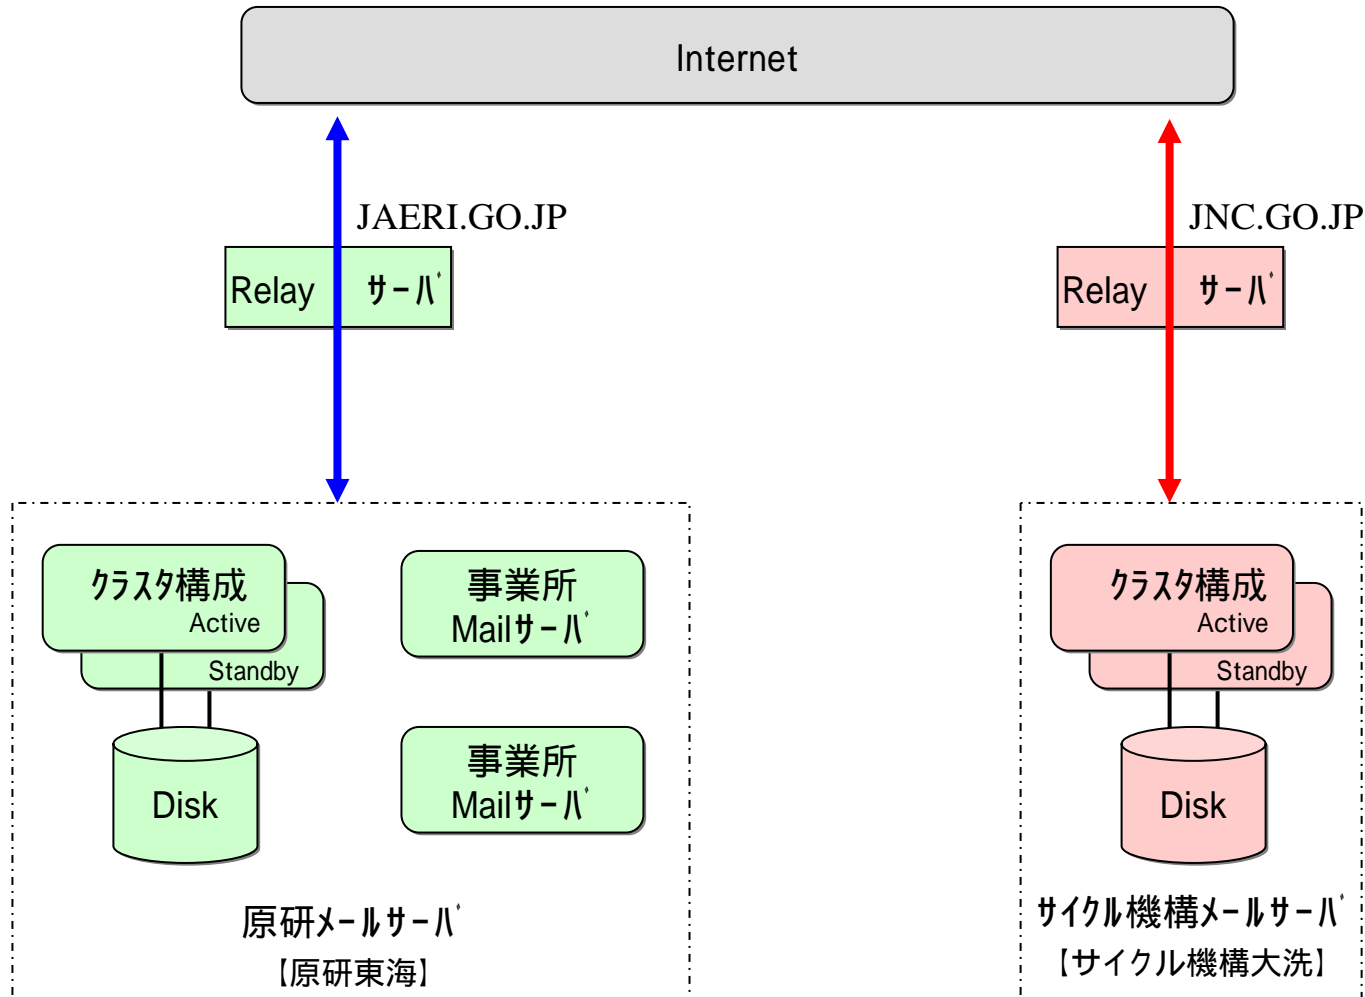 Internet
JAERI.GO.JP
JNC.GO.JP
Relay ｻｰﾊﾞ
Relay ｻｰﾊﾞ
ｸﾗｽﾀ構成
Active
Standby
Disk
事業所
Mailｻｰﾊﾞ
事業所
Mailｻｰﾊﾞ
原研ﾒｰﾙｻｰﾊﾞ
【原研東海】
ｸﾗｽﾀ構成
Active
Standby
Disk
ｻｲｸﾙ機構ﾒｰﾙｻｰﾊﾞ
【サイクル機構大洗】